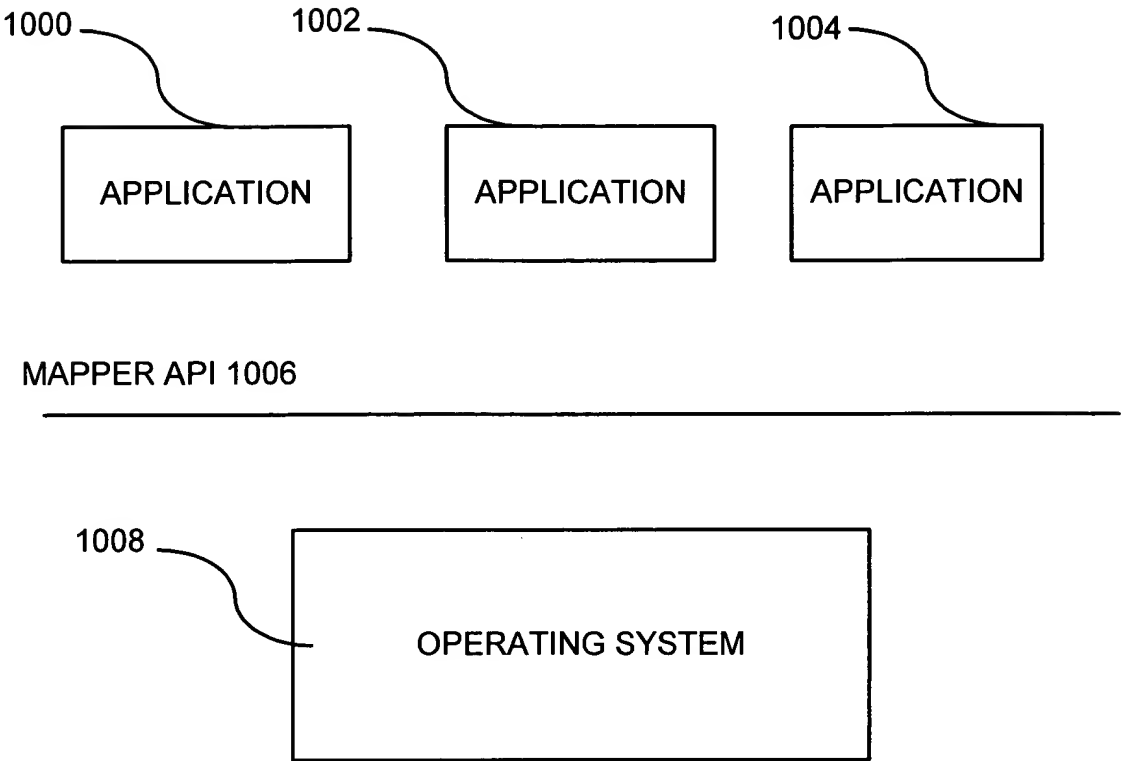 1000
1002
1004
APPLICATION
APPLICATION
APPLICATION
MAPPER API 1006
1008
OPERATING SYSTEM